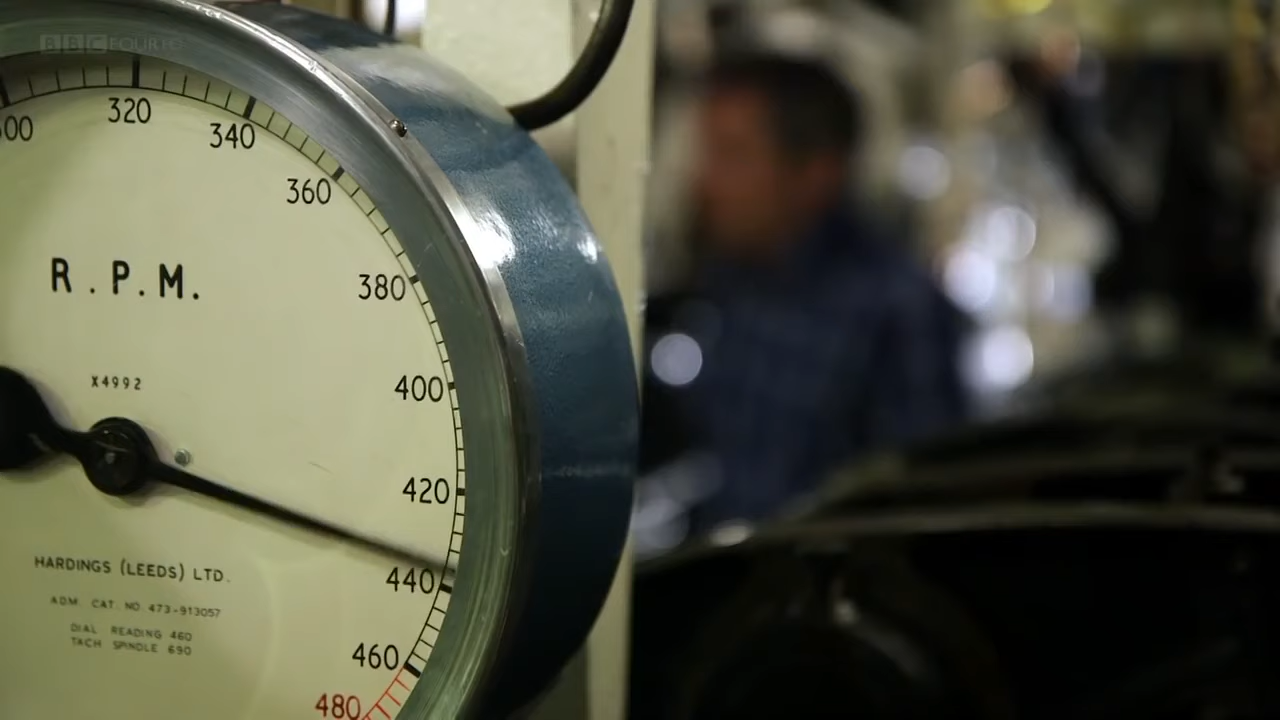 BBC FOUR HD
320
340
360
380
400
420
440
460
480
R.P.M.
X4992
HARDINGS (LEEDS) LTD.
ADM. CAT. NO. 473-913057
DIAL READING 460
TACH SPINDLE 690